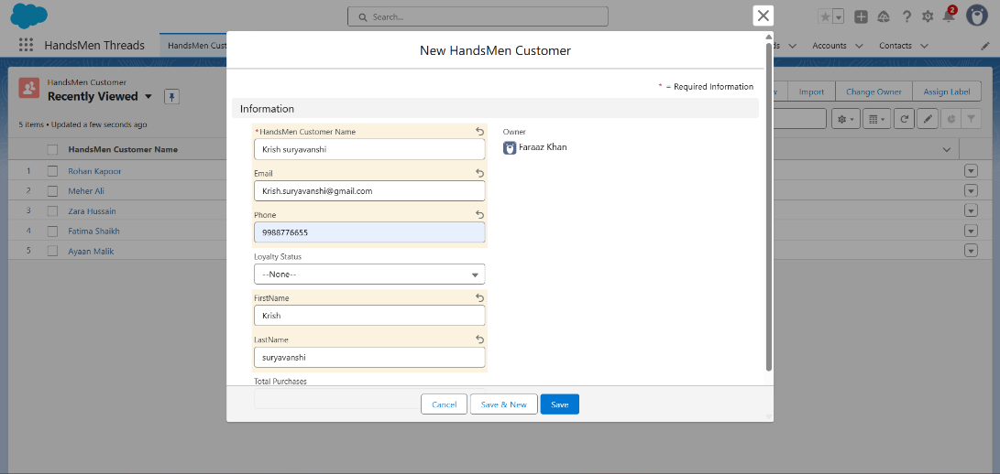 Search...
2
HandsMen Threads
HandsMen Cust
ds
Accounts
Contacts
HandsMen Customer
Recently Viewed
w
Import
Change Owner
Assign Label
5 items • Updated a few seconds ago
HandsMen Customer Name
1 Rohan Kapoor
2 Meher Ali
3 Zara Hussain
4 Fatima Shaikh
5 Ayaan Malik
New HandsMen Customer
* = Required Information
Information
*HandsMen Customer Name
Krish suryavanshi
Owner
Faraaz Khan
Email
Krish.suryavanshi@gmail.com
Phone
9988776655
Loyalty Status
--None--
FirstName
Krish
LastName
suryavanshi
Total Purchases
Cancel
Save & New
Save